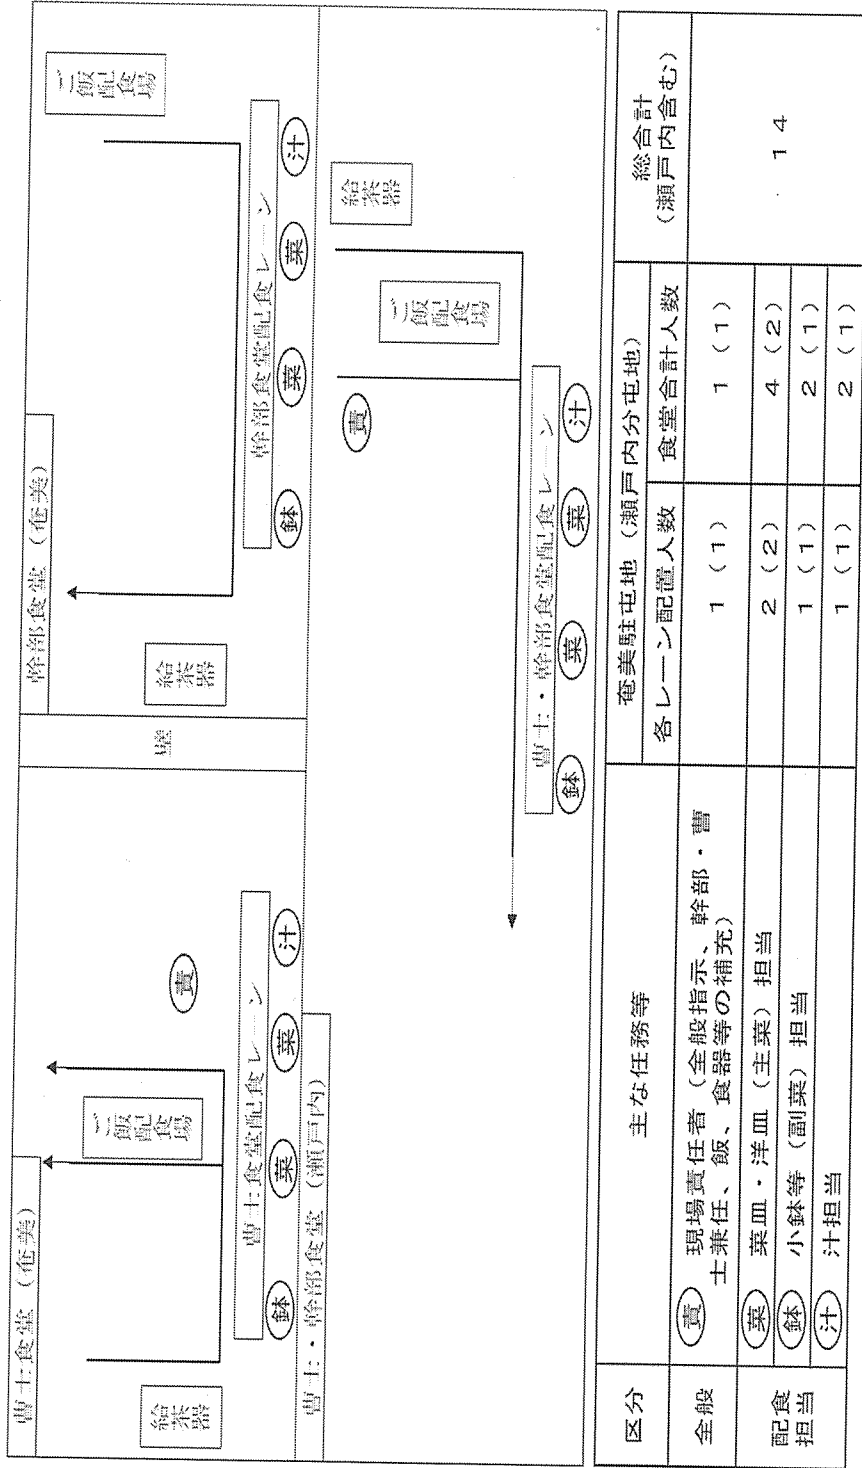 曹士食堂（奄美）
給茶器
ご飯
配食
場
責
曹士食堂配食レーン
鉢
菜
菜
汁
壁
幹部食堂（奄美）
給茶器
ご飯
配食
場
幹部食堂配食レーン
鉢
菜
菜
汁
曹士・幹部食堂（瀬戸内）
責
ご飯
配食
場
給茶器
曹士・幹部食堂配食レーン
鉢
菜
菜
汁
区分
主な任務等
奄美駐屯地（瀬戸内分屯地）
総合計
（瀬戸内含む）
各レーン配置人数
食堂合計人数
全般
責 現場責任者（全般指示、幹部・曹
士兼任、飯、食器等の補充）
1（1）
1（1）
14
配食
担当
菜 菜皿・洋皿（主菜）担当
2（2）
4（2）
鉢 小鉢等（副菜）担当
1（1）
2（1）
汁 汁担当
1（1）
2（1）